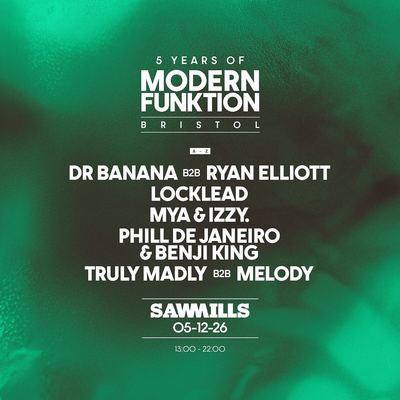 5 YEARS OF
MODERN
FUNKTION
BRISTOL
A - Z
DR BANANA B2B RYAN ELLIOTT
LOCKLEAD
MYA & IZZY.
PHILL DE JANEIRO
& BENJI KING
TRULY MADLY B2B MELODY
SAWMILLS
05-12-26
13:00 - 22:00